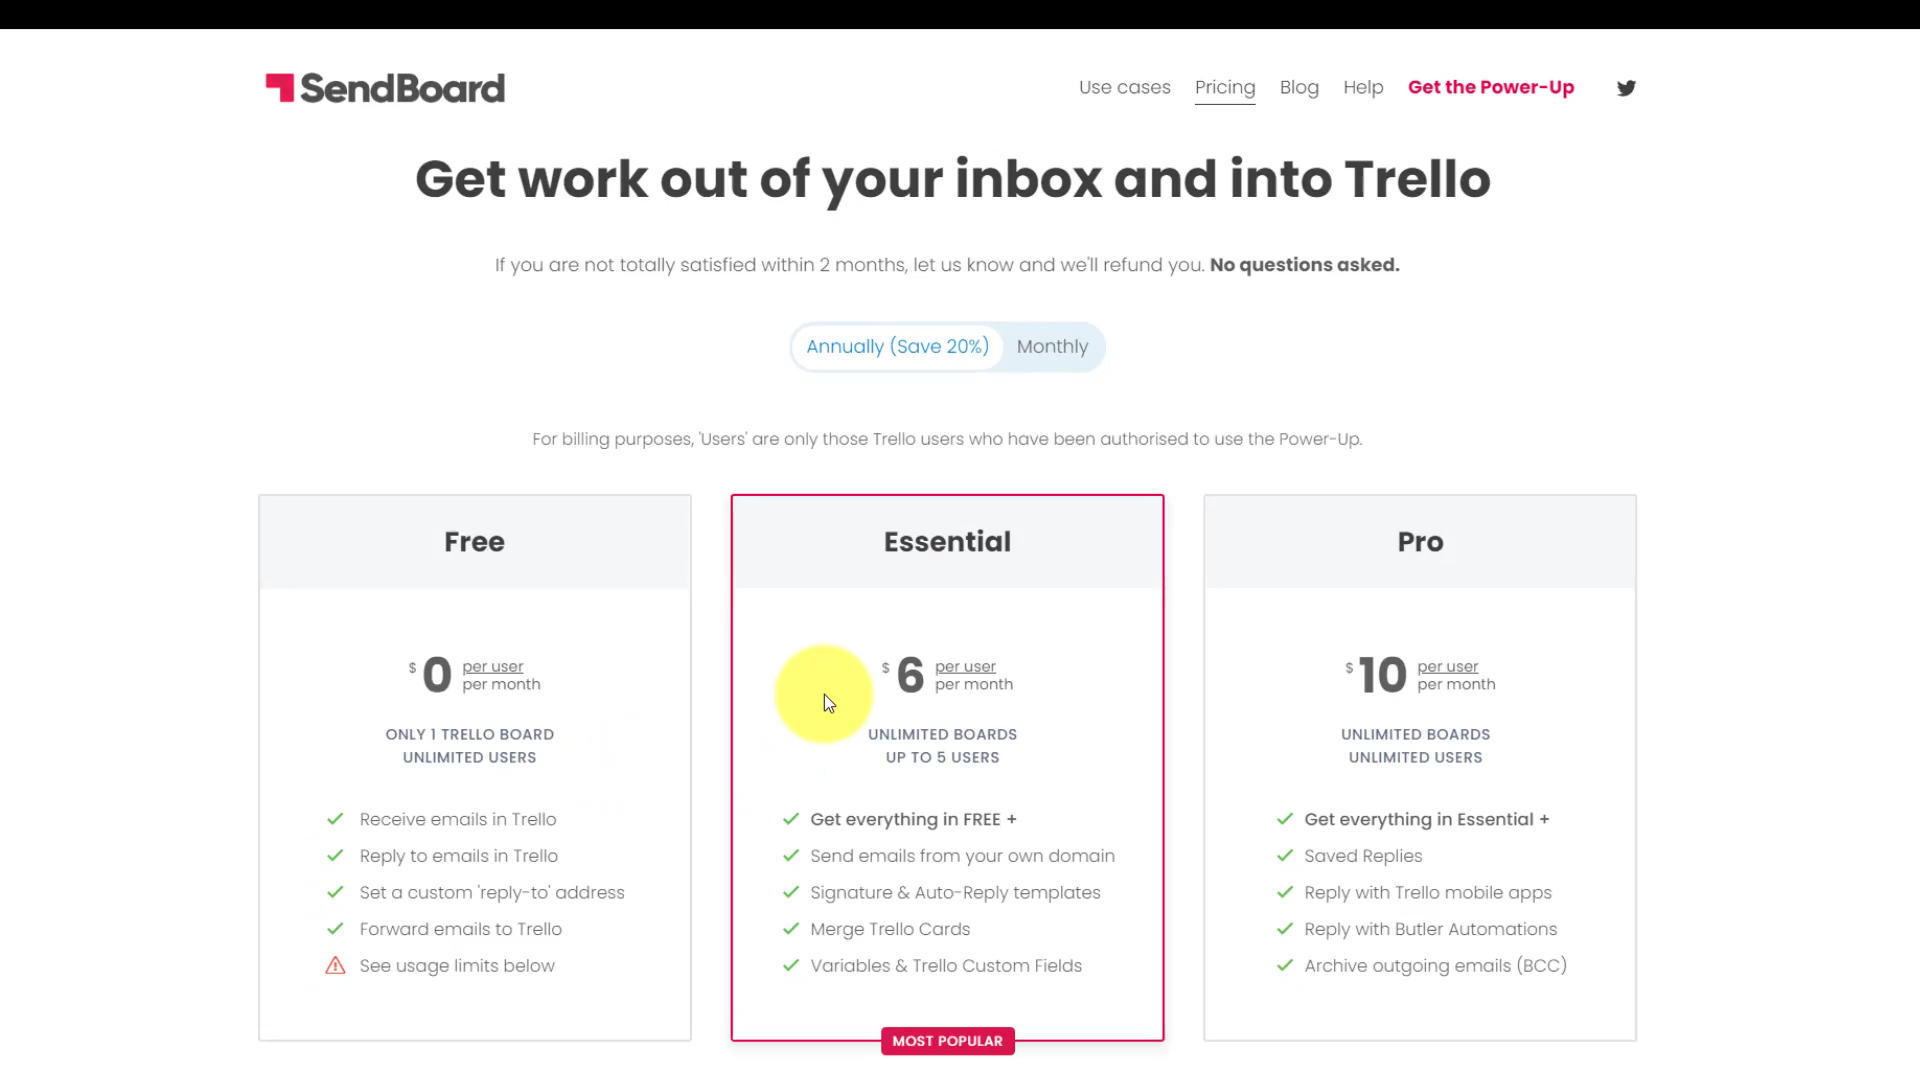 SendBoard
Use cases Pricing Blog Help Get the Power-Up
Get work out of your inbox and into Trello
If you are not totally satisfied within 2 months, let us know and we'll refund you. No questions asked.
Annually (Save 20%) Monthly
For billing purposes, 'Users' are only those Trello users who have been authorised to use the Power-Up.
Free
$ 0 per user
per month
ONLY 1 TRELLO BOARD
UNLIMITED USERS
Receive emails in Trello
Reply to emails in Trello
Set a custom 'reply-to' address
Forward emails to Trello
See usage limits below
Essential
$ 6 per user
per month
UNLIMITED BOARDS
UP TO 5 USERS
Get everything in FREE +
Send emails from your own domain
Signature & Auto-Reply templates
Merge Trello Cards
Variables & Trello Custom Fields
MOST POPULAR
Pro
$ 10 per user
per month
UNLIMITED BOARDS
UNLIMITED USERS
Get everything in Essential +
Saved Replies
Reply with Trello mobile apps
Reply with Butler Automations
Archive outgoing emails (BCC)